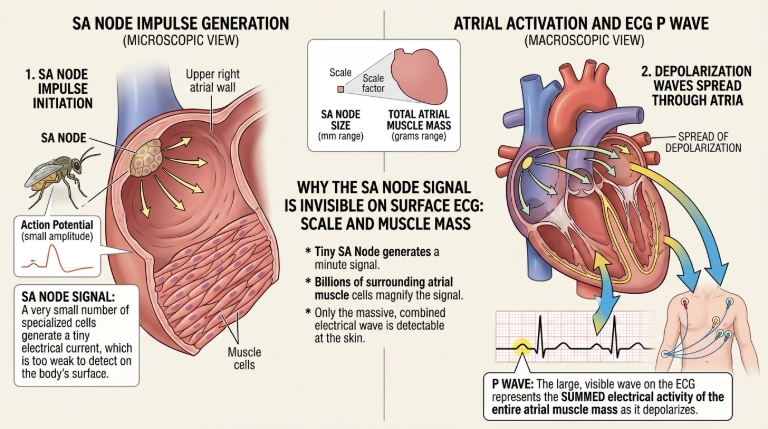 SA NODE IMPULSE GENERATION
(MICROSCOPIC VIEW)
1. SA NODE
IMPULSE
INITIATION
Upper right
atrial wall
SA NODE
Action Potential
(small amplitude)
SA NODE SIGNAL:
A very small number of
specialized cells
generate a tiny
electrical current, which
is too weak to detect on
the body's surface.
Muscle
cells
Scale
Scale
factor
SA NODE
SIZE
(mm range)
TOTAL ATRIAL
MUSCLE MASS
(grams range)
WHY THE SA NODE SIGNAL
IS INVISIBLE ON SURFACE ECG:
SCALE AND MUSCLE MASS
* Tiny SA Node generates a
minute signal.
* Billions of surrounding atrial
muscle cells magnify the signal.
* Only the massive, combined
electrical wave is detectable
at the skin.
ATRIAL ACTIVATION AND ECG P WAVE
(MACROSCOPIC VIEW)
2. DEPOLARIZATION
WAVES SPREAD
THROUGH ATRIA
SPREAD OF
DEPOLARIZATION
P WAVE: The large, visible wave on the ECG
represents the SUMMED electrical activity of the
entire atrial muscle mass as it depolarizes.